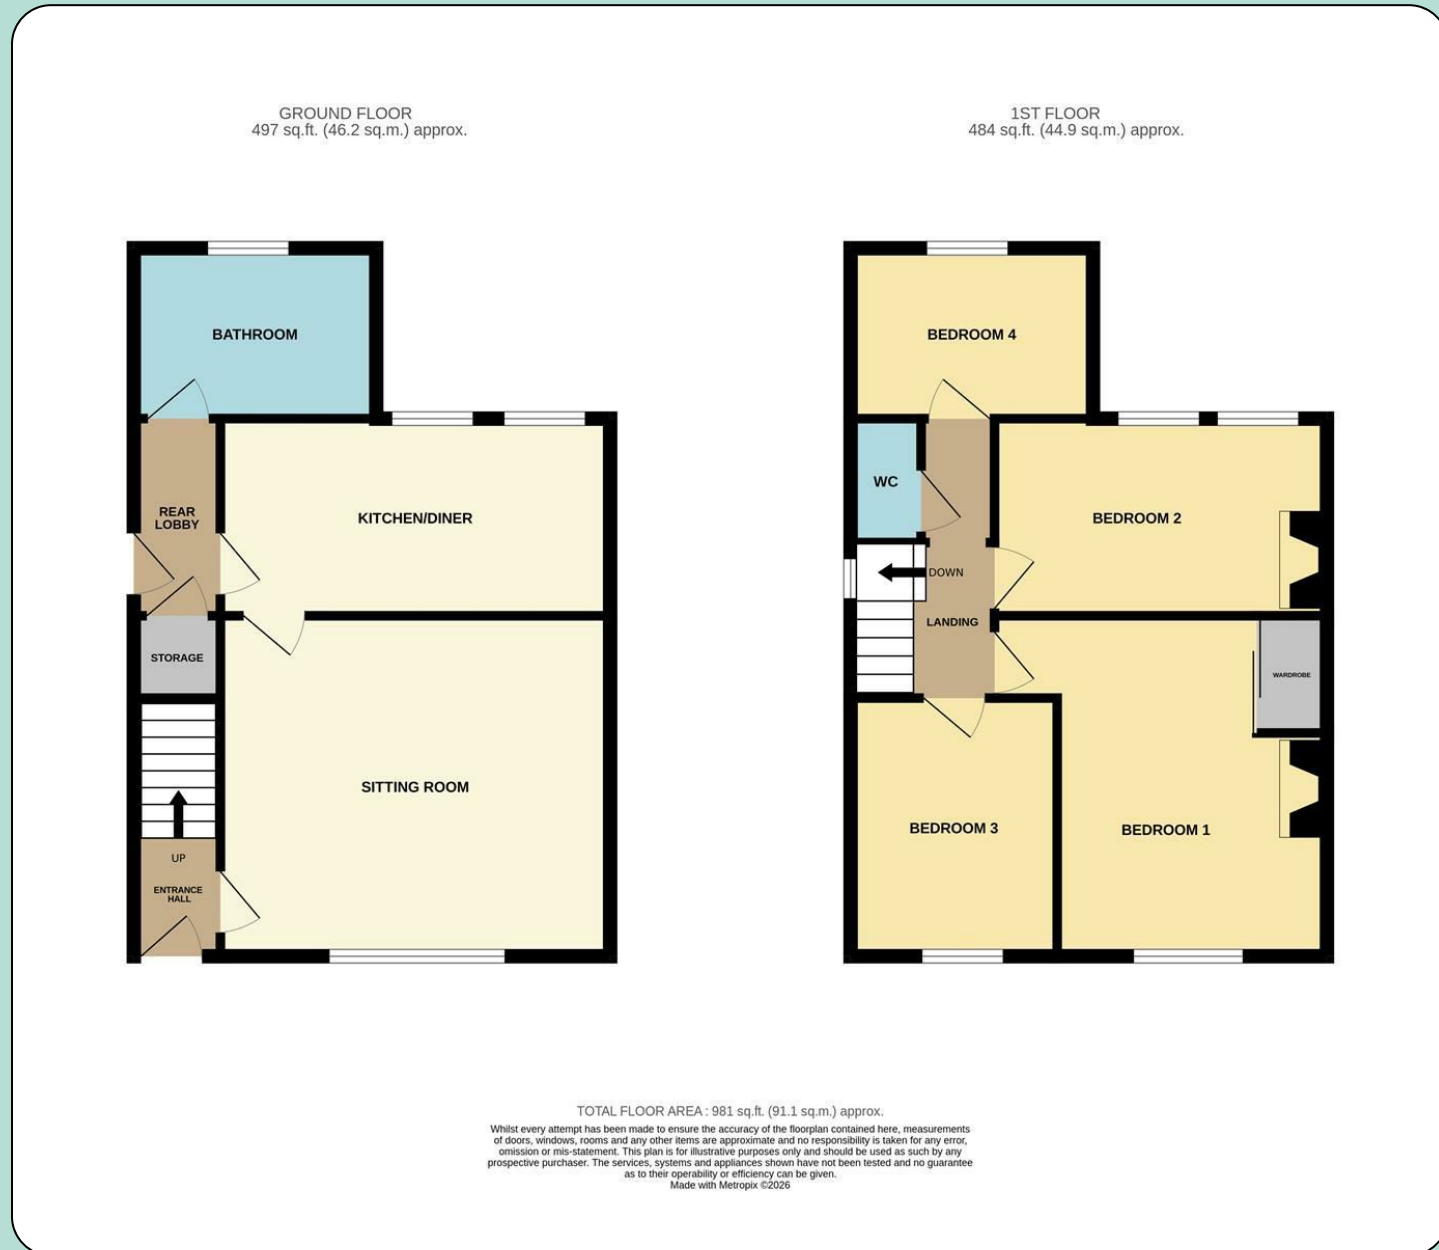 GROUND FLOOR
497 sq.ft. (46.2 sq.m.) approx.
BATHROOM
REAR
LOBBY
KITCHEN/DINER
STORAGE
SITTING ROOM
UP
ENTRANCE
HALL
1ST FLOOR
484 sq.ft. (44.9 sq.m.) approx.
BEDROOM 4
WC
BEDROOM 2
DOWN
LANDING
WARDROBE
BEDROOM 3
BEDROOM 1
TOTAL FLOOR AREA : 981 sq.ft. (91.1 sq.m.) approx.
Whilst every attempt has been made to ensure the accuracy of the floorplan contained here, measurements
of doors, windows, rooms and any other items are approximate and no responsibility is taken for any error,
omission or mis-statement. This plan is for illustrative purposes only and should be used as such by any
prospective purchaser. The services, systems and appliances shown have not been tested and no guarantee
as to their operability or efficiency can be given.
Made with Metropix ©2026